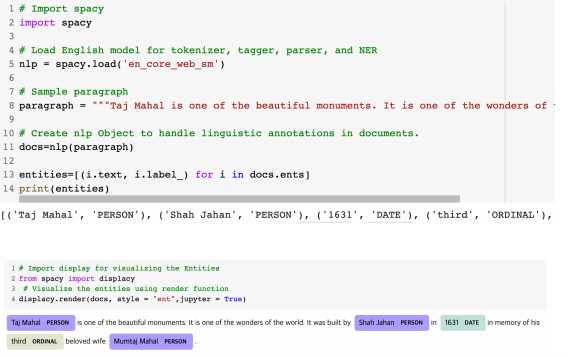 1 # Import spacy
2 import spacy
3
4 # Load English model for tokenizer, tagger, parser, and NER
5 nlp = spacy.load('en_core_web_sm')
6
7 # Sample paragraph
8 paragraph = """Taj Mahal is one of the beautiful monuments. It is one of the wonders of
9
10 # Create nlp Object to handle linguistic annotations in documents.
11 docs=nlp(paragraph)
12
13 entities=[(i.text, i.label_) for i in docs.ents]
14 print(entities)
[('Taj Mahal', 'PERSON'), ('Shah Jahan', 'PERSON'), ('1631', 'DATE'), ('third', 'ORDINAL'),
1 # Import display for visualizing the Entities
2 from spacy import displacy
3 # Visualize the entities using render function
4 displacy.render(docs, style = "ent",jupyter = True)
Taj Mahal PERSON is one of the beautiful monuments. It is one of the wonders of the world. It was built by Shah Jahan PERSON in 1631 DATE in memory of his
third ORDINAL beloved wife Mumtaj Mahal PERSON .